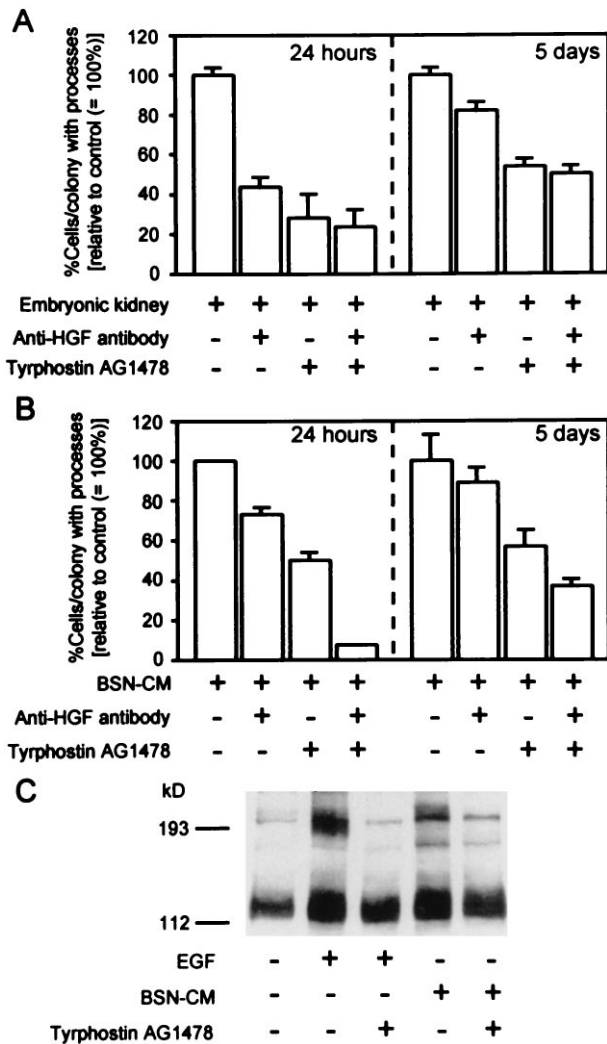 A
%Cells/colony with processes
[relative to control (= 100%)]
120
100
80
60
40
20
0
24 hours
5 days
Embryonic kidney + + + + + + + +
Anti-HGF antibody - + - + - + - +
Tyrphostin AG1478 - - + + - - + +
B
%Cells/colony with processes
[relative to control (= 100%)]
120
100
80
60
40
20
0
24 hours
5 days
BSN-CM + + + + + + + +
Anti-HGF antibody - + - + - + - +
Tyrphostin AG1478 - - + + - - + +
C
kD
193
112
EGF - + + - -
BSN-CM - - - + +
Tyrphostin AG1478 - - + - +